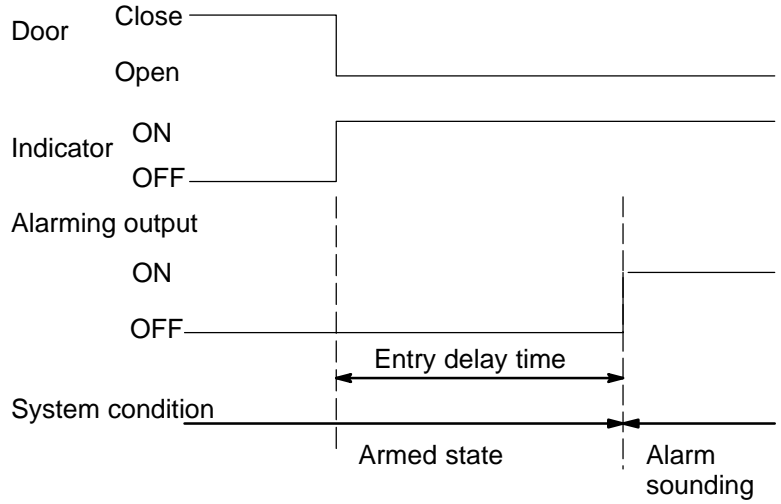 Door
Close
Open
Indicator
ON
OFF
Alarming output
ON
OFF
Entry delay time
System condition
Armed state
Alarm
sounding